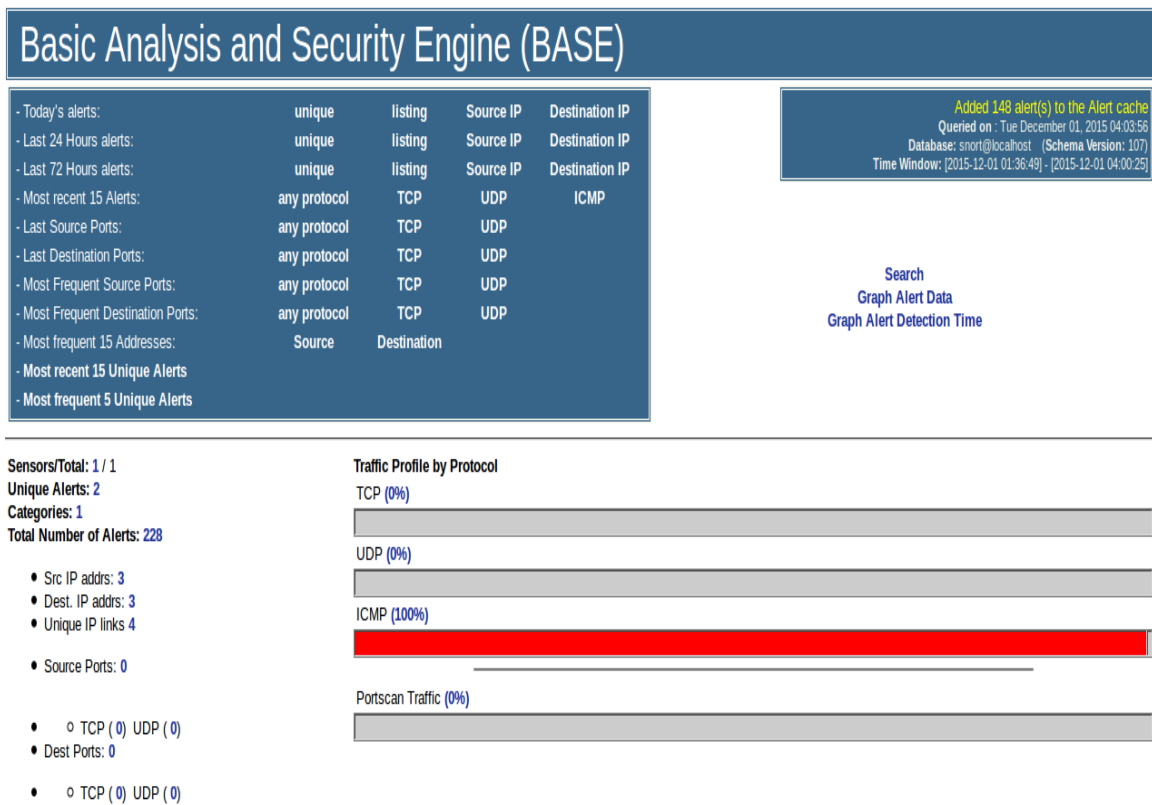 Basic Analysis and Security Engine (BASE)
- Today's alerts: unique listing Source IP Destination IP
- Last 24 Hours alerts: unique listing Source IP Destination IP
- Last 72 Hours alerts: unique listing Source IP Destination IP
- Most recent 15 Alerts: any protocol TCP UDP ICMP
- Last Source Ports: any protocol TCP UDP
- Last Destination Ports: any protocol TCP UDP
- Most Frequent Source Ports: any protocol TCP UDP
- Most Frequent Destination Ports: any protocol TCP UDP
- Most frequent 15 Addresses: Source Destination
- Most recent 15 Unique Alerts
- Most frequent 5 Unique Alerts
Added 148 alert(s) to the Alert cache
Queried on : Tue December 01, 2015 04:03:56
Database: snort@localhost (Schema Version: 107)
Time Window: [2015-12-01 01:36:49] - [2015-12-01 04:00:25]
Search
Graph Alert Data
Graph Alert Detection Time
Sensors/Total: 1 / 1
Unique Alerts: 2
Categories: 1
Total Number of Alerts: 228
Src IP addrs: 3
Dest. IP addrs: 3
Unique IP links 4
Source Ports: 0
TCP ( 0) UDP ( 0)
Dest Ports: 0
TCP ( 0) UDP ( 0)
Traffic Profile by Protocol
TCP (0%)
UDP (0%)
ICMP (100%)
Portscan Traffic (0%)